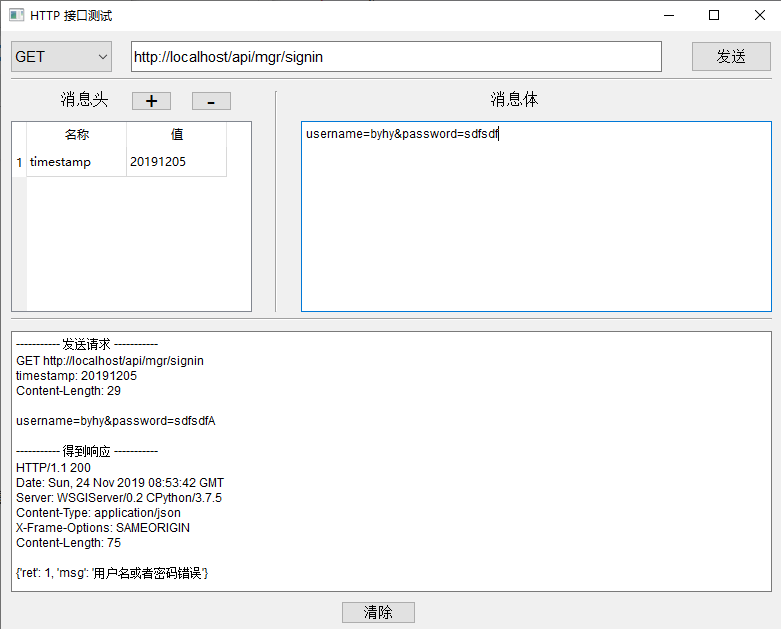 HTTP 接口测试
GET http://localhost/api/mgr/signin 发送
消息头 + - 消息体
名称 值
1 timestamp 20191205
username=byhy&password=sdfsdf
----------- 发送请求 -----------
GET http://localhost/api/mgr/signin
timestamp: 20191205
Content-Length: 29
username=byhy&password=sdfsdfA
----------- 得到响应 -----------
HTTP/1.1 200
Date: Sun, 24 Nov 2019 08:53:42 GMT
Server: WSGIServer/0.2 CPython/3.7.5
Content-Type: application/json
X-Frame-Options: SAMEORIGIN
Content-Length: 75
{'ret': 1, 'msg': '用户名或者密码错误'}
清除